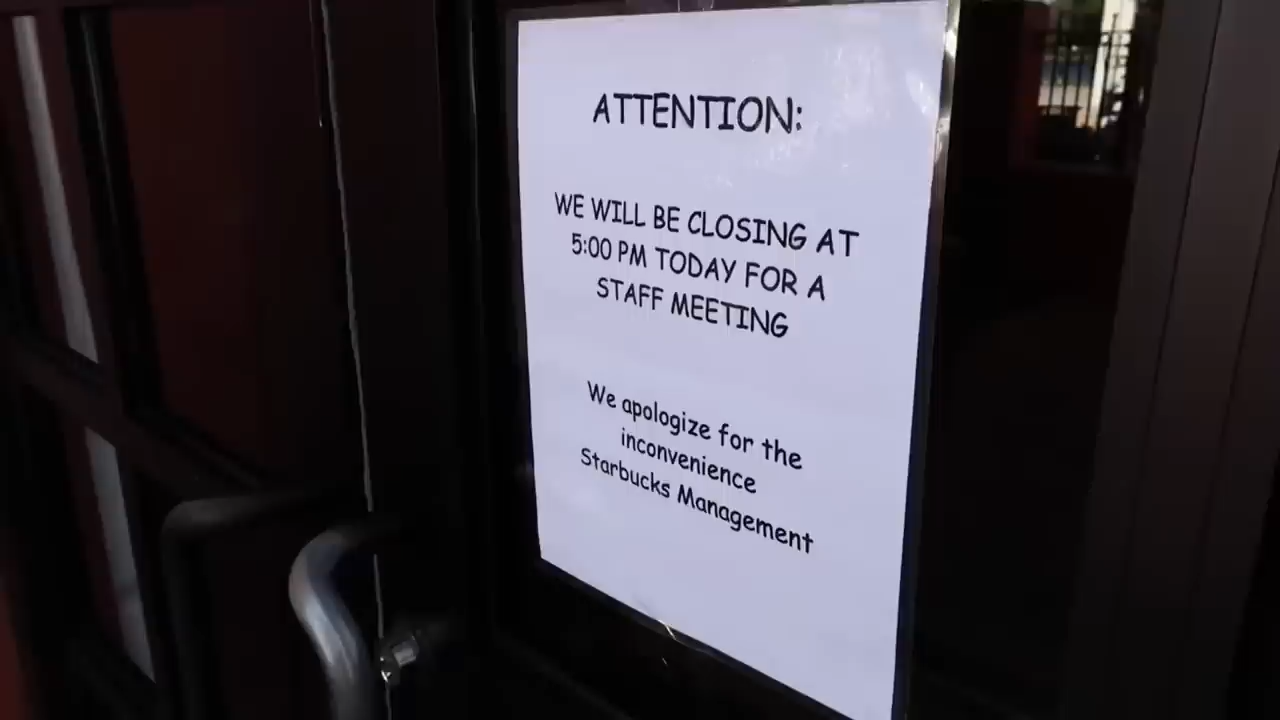 ATTENTION:
WE WILL BE CLOSING AT
5:00 PM TODAY FOR A
STAFF MEETING
We apologize for the
inconvenience
Starbucks Management